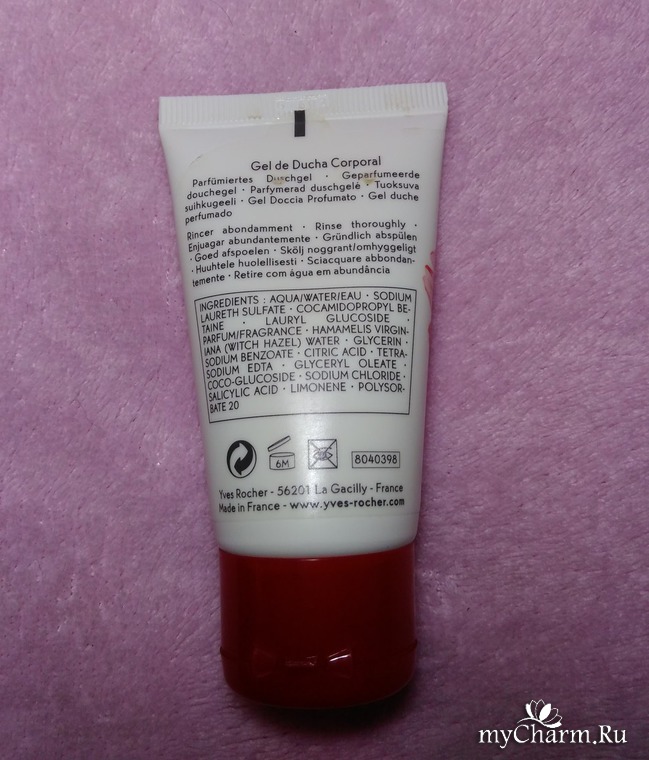 Gel de Ducha Corporal
Parfümiertes Duschgel · Geparfumeerde
douchegel · Parfymerad duschgelé · Tuoksuva
suihkugeeli · Gel Doccia Profumato · Gel duche
perfumado
Rincer abondamment · Rinse thoroughly ·
Enjuagar abundantemente · Gründlich abspülen
· Goed afspoelen · Skölj noggrant/omhyggeligt
· Huuhtele huolellisesti · Sciacquare abbondan-
temente · Retire com água em abundância
INGREDIENTS : AQUA/WATER/EAU · SODIUM
LAURETH SULFATE · COCAMIDOPROPYL BE-
TAINE · LAURYL GLUCOSIDE ·
PARFUM/FRAGRANCE · HAMAMELIS VIRGIN-
IANA (WITCH HAZEL) WATER · GLYCERIN ·
SODIUM BENZOATE · CITRIC ACID · TETRA-
SODIUM EDTA · GLYCERYL OLEATE ·
COCO-GLUCOSIDE · SODIUM CHLORIDE ·
SALICYLIC ACID · LIMONENE · POLYSOR-
BATE 20
6M
8040398
Yves Rocher - 56201 La Gacilly - France
Made in France - www.yves-rocher.com
myCharm.Ru